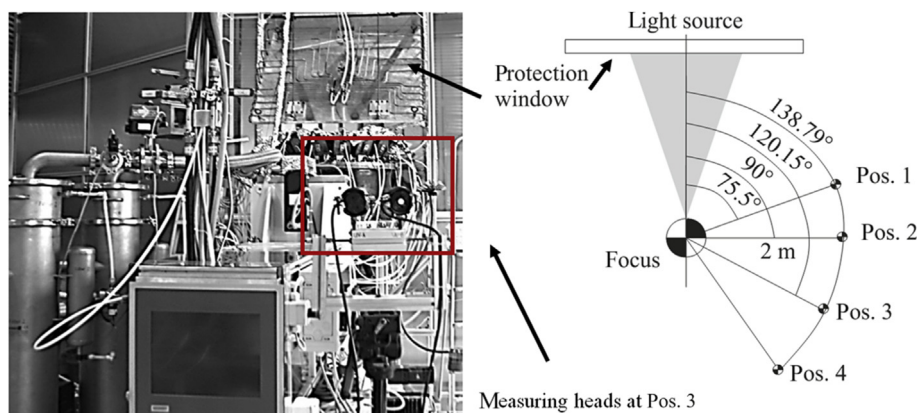 Light source
Protection
window
138.79°
120.15°
90°
75.5°
Pos. 1
Pos. 2
2 m
Focus
Pos. 3
Pos. 4
Measuring heads at Pos. 3